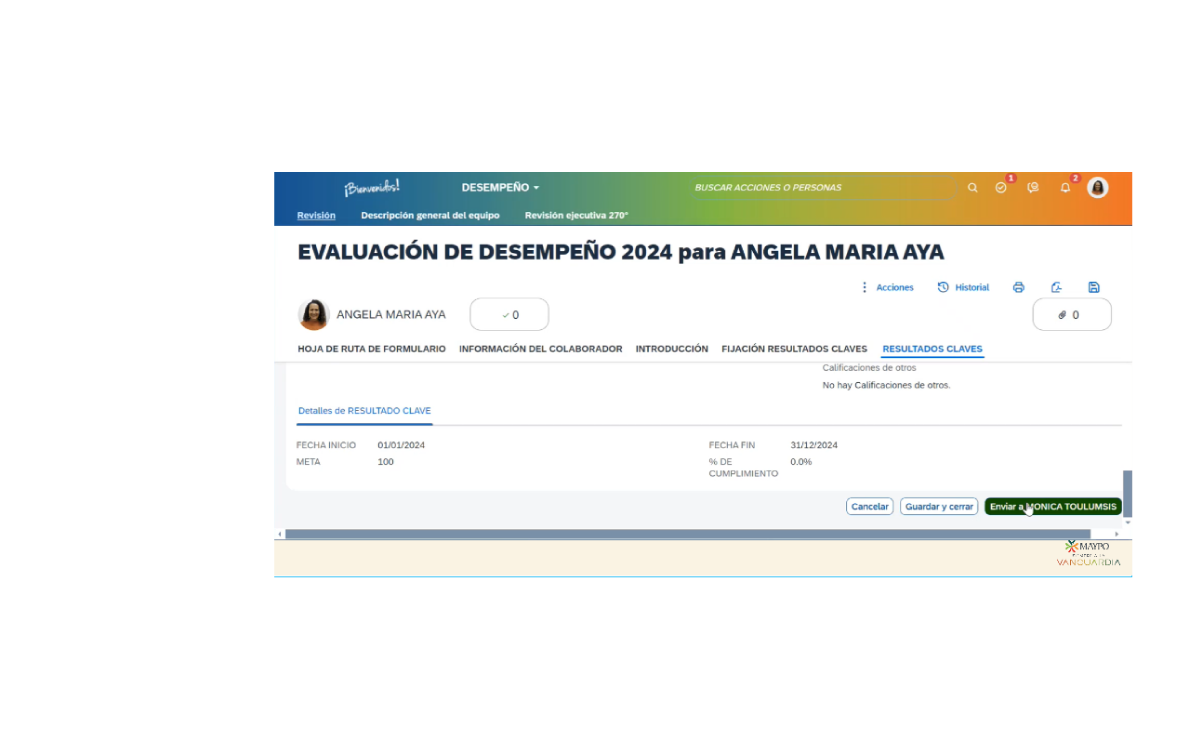 ¡Bienvenidos!
DESEMPEÑO
BUSCAR ACCIONES O PERSONAS
1
2
Revisión
Descripción general del equipo
Revisión ejecutiva 270°
EVALUACIÓN DE DESEMPEÑO 2024 para ANGELA MARIA AYA
Acciones
Historial
ANGELA MARIA AYA
0
0
HOJA DE RUTA DE FORMULARIO
INFORMACIÓN DEL COLABORADOR
INTRODUCCIÓN
FIJACIÓN RESULTADOS CLAVES
RESULTADOS CLAVES
Calificaciones de otros
No hay Calificaciones de otros.
Detalles de RESULTADO CLAVE
FECHA INICIO 01/01/2024
FECHA FIN 31/12/2024
META 100
% DE CUMPLIMIENTO 0.0%
Cancelar
Guardar y cerrar
Enviar a MONICA TOULUMSIS
MAYPO
VANGUARDIA